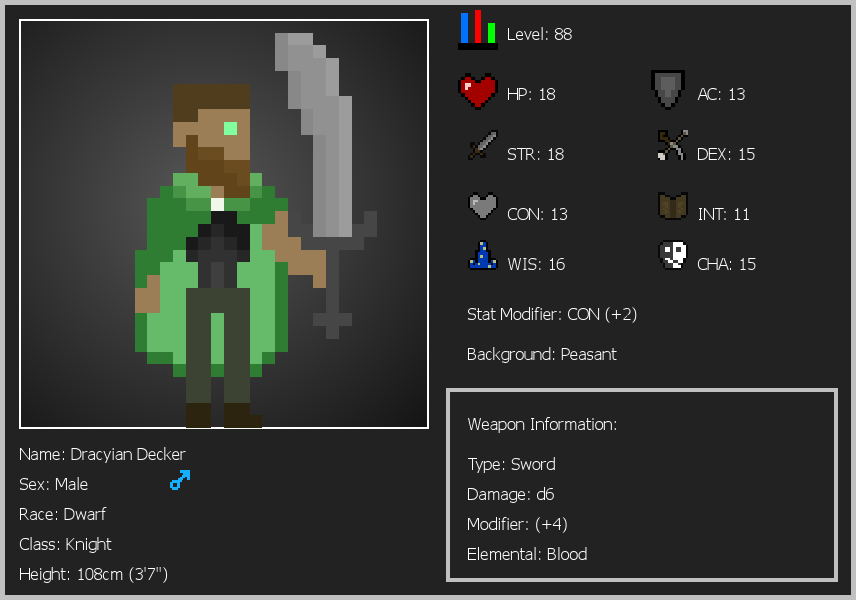 Level: 88
HP: 18
AC: 13
STR: 18
DEX: 15
CON: 13
INT: 11
WIS: 16
CHA: 15
Stat Modifier: CON (+2)
Background: Peasant
Weapon Information:
Type: Sword
Damage: d6
Modifier: (+4)
Elemental: Blood
Name: Dracyian Decker
Sex: Male
Race: Dwarf
Class: Knight
Height: 108cm (3'7")